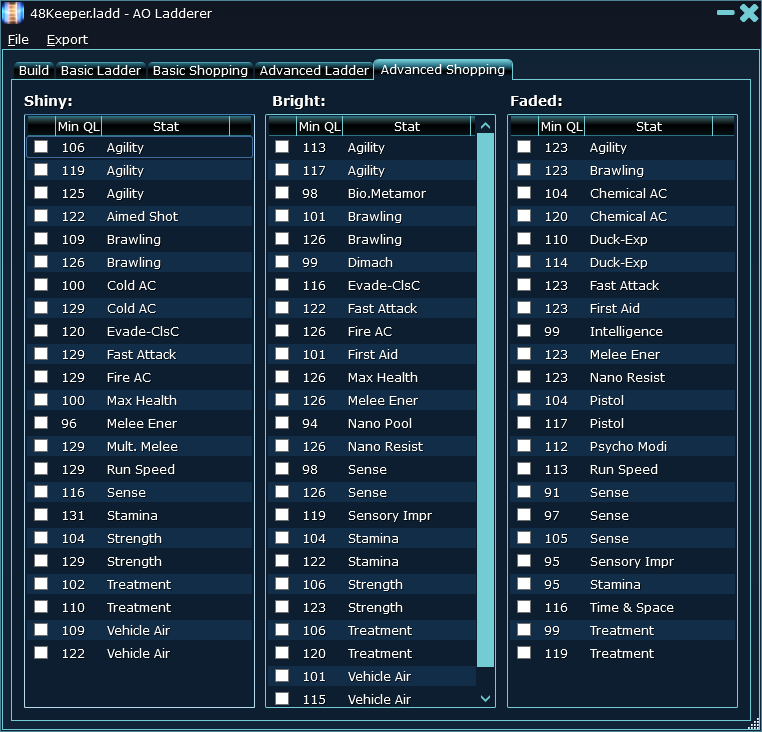 48Keeper.ladd - AO Ladderer
File Export
Build Basic Ladder Basic Shopping Advanced Ladder Advanced Shopping
Shiny:
Min QL Stat
106 Agility
119 Agility
125 Agility
122 Aimed Shot
109 Brawling
126 Brawling
100 Cold AC
129 Cold AC
120 Evade-ClsC
129 Fast Attack
129 Fire AC
100 Max Health
96 Melee Ener
129 Mult. Melee
129 Run Speed
116 Sense
131 Stamina
104 Strength
129 Strength
102 Treatment
110 Treatment
109 Vehicle Air
122 Vehicle Air
Bright:
Min QL Stat
113 Agility
117 Agility
98 Bio.Metamor
101 Brawling
126 Brawling
99 Dimach
116 Evade-ClsC
122 Fast Attack
126 Fire AC
101 First Aid
126 Max Health
126 Melee Ener
94 Nano Pool
126 Nano Resist
98 Sense
126 Sense
119 Sensory Impr
104 Stamina
122 Stamina
106 Strength
123 Strength
106 Treatment
120 Treatment
101 Vehicle Air
115 Vehicle Air
Faded:
Min QL Stat
123 Agility
123 Brawling
104 Chemical AC
120 Chemical AC
110 Duck-Exp
114 Duck-Exp
123 Fast Attack
123 First Aid
99 Intelligence
123 Melee Ener
123 Nano Resist
104 Pistol
117 Pistol
112 Psycho Modi
113 Run Speed
91 Sense
97 Sense
105 Sense
95 Sensory Impr
95 Stamina
116 Time & Space
99 Treatment
119 Treatment